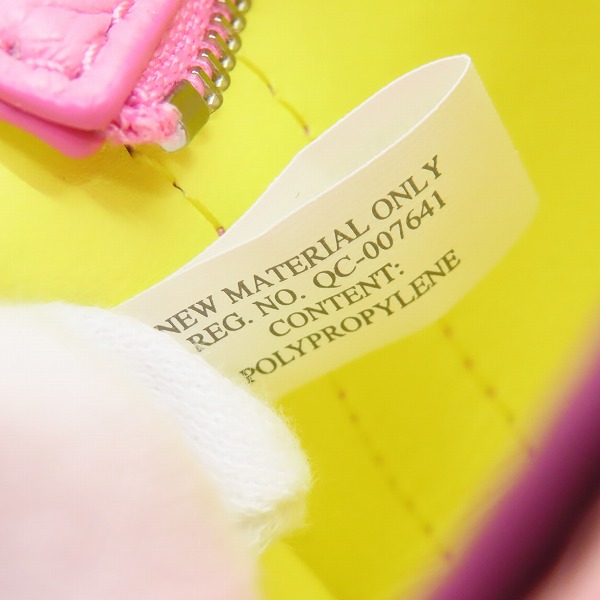 NEW MATERIAL ONLY
REG. NO. QC-007641
CONTENT:
POLYPROPYLENE